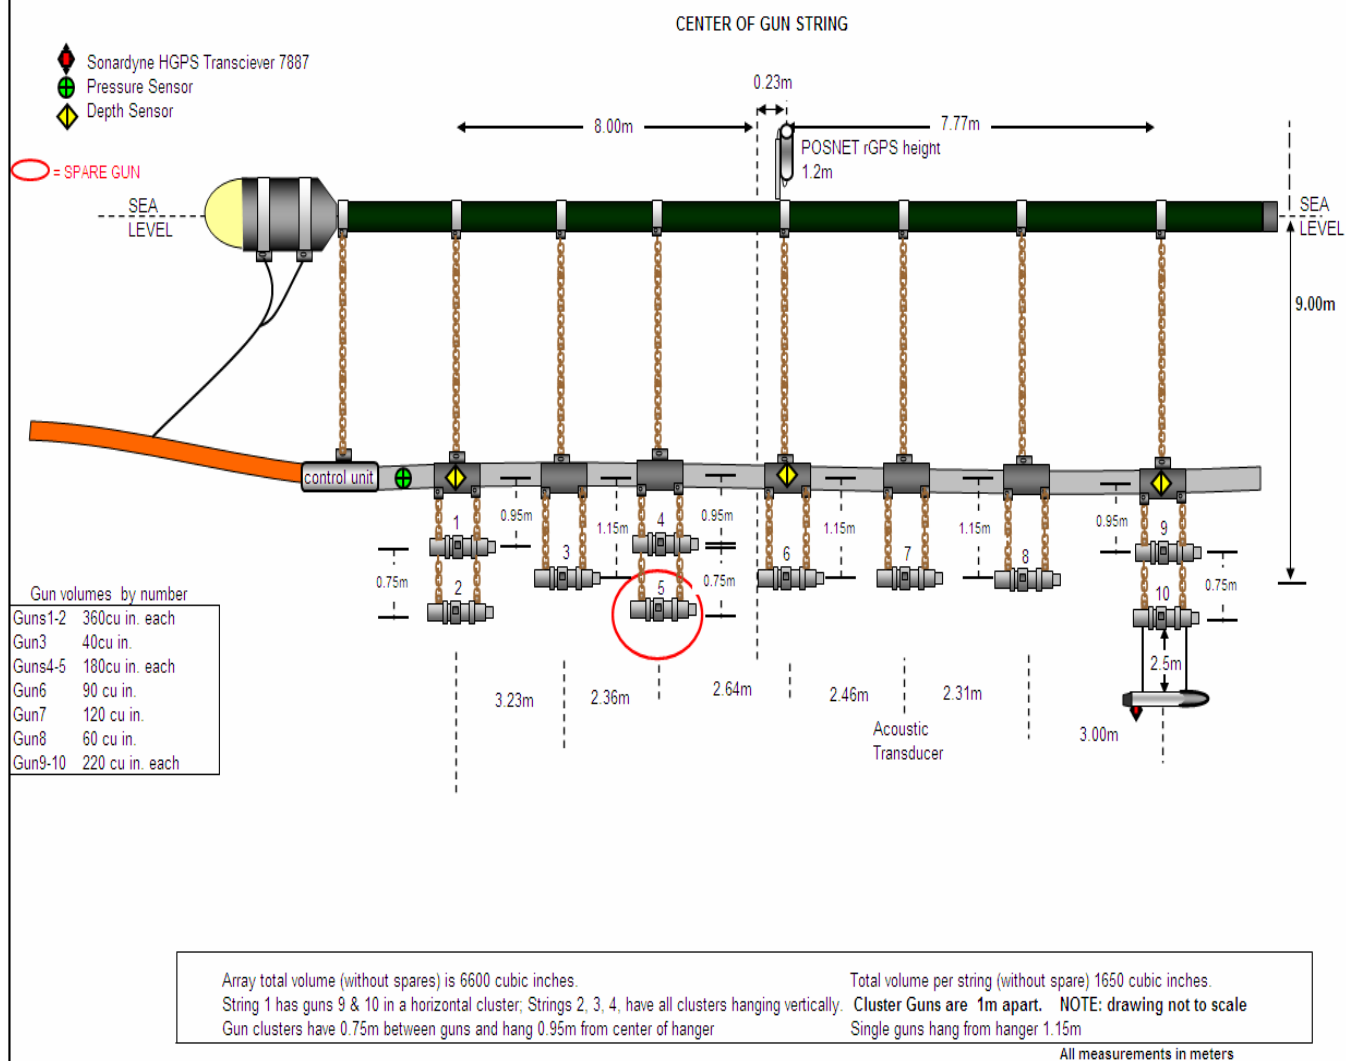 CENTER OF GUN STRING
Sonardyne HGPS Transciever 7887
Pressure Sensor
Depth Sensor
0.23m
8.00m
7.77m
POSNET rGPS height
1.2m
= SPARE GUN
SEA
LEVEL
SEA
LEVEL
9.00m
control unit
1
0.95m
1.15m
4
0.95m
1.15m
1.15m
0.95m
9
3
6
7
8
0.75m
2
5
0.75m
10
0.75m
2.5m
3.23m
2.36m
2.64m
2.46m
2.31m
3.00m
Acoustic
Transducer
Gun volumes by number
Guns1-2 360cu in. each
Gun3 40cu in.
Guns4-5 180cu in. each
Gun6 90 cu in.
Gun7 120 cu in.
Gun8 60 cu in.
Gun9-10 220 cu in. each
Array total volume (without spares) is 6600 cubic inches.
Total volume per string (without spare) 1650 cubic inches.
String 1 has guns 9 & 10 in a horizontal cluster; Strings 2, 3, 4, have all clusters hanging vertically.
Cluster Guns are 1m apart. NOTE: drawing not to scale
Gun clusters have 0.75m between guns and hang 0.95m from center of hanger
Single guns hang from hanger 1.15m
All measurements in meters